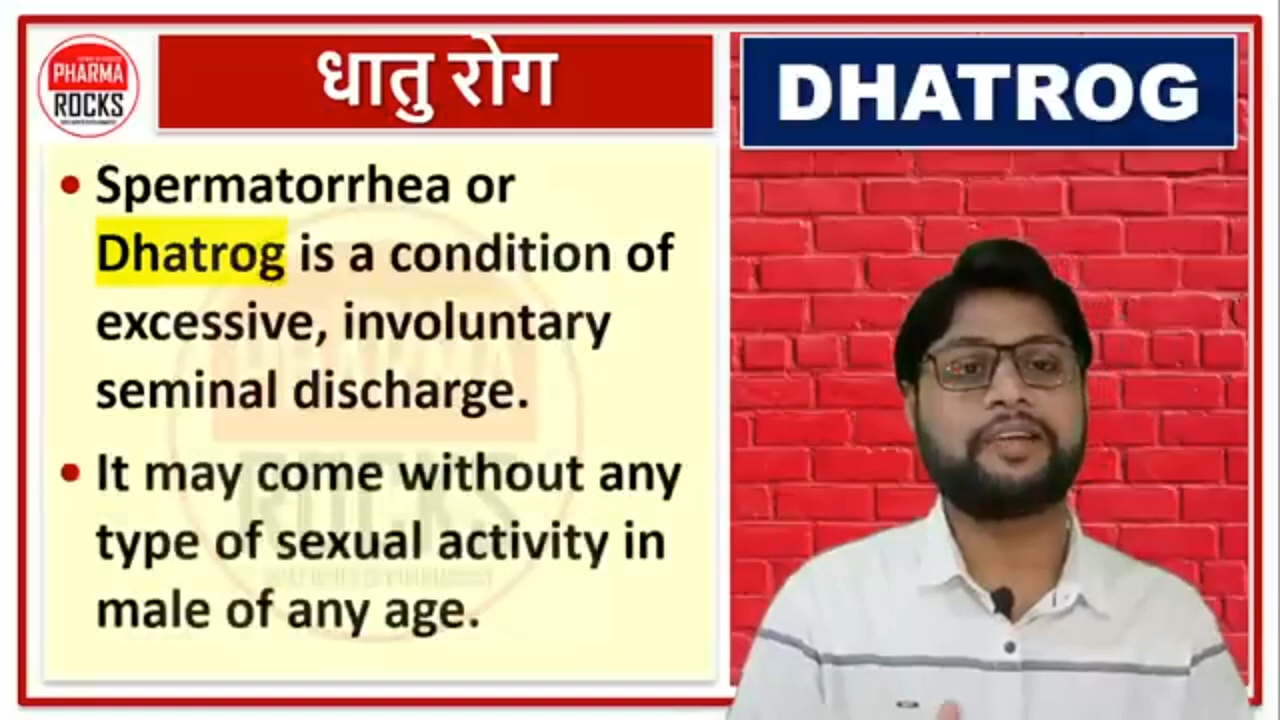 PHARMA
ROCKS
धातु रोग
DHATROG
• Spermatorrhea or
Dhatrog is a condition of
excessive, involuntary
seminal discharge.
• It may come without any
type of sexual activity in
male of any age.